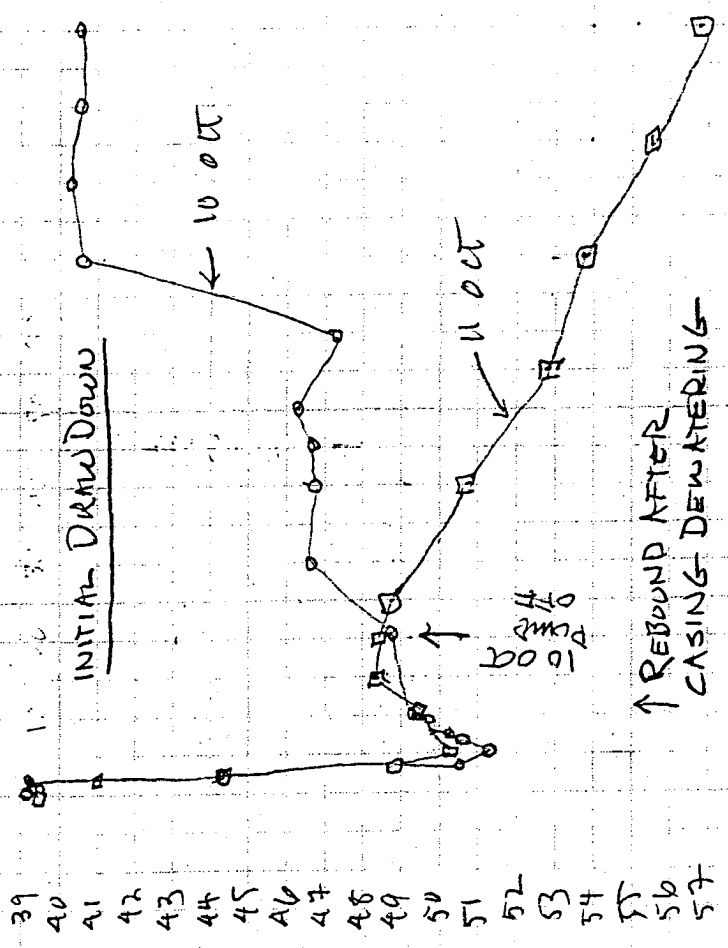 INITIAL DRAWDOWN
10 OCT
11 OCT
10 OCT
PUMP
OFF
↑ REBOUND AFTER
CASING DEWATERING
39
40
41
42
43
44
45
46
47
48
49
50
51
52
53
54
55
56
57